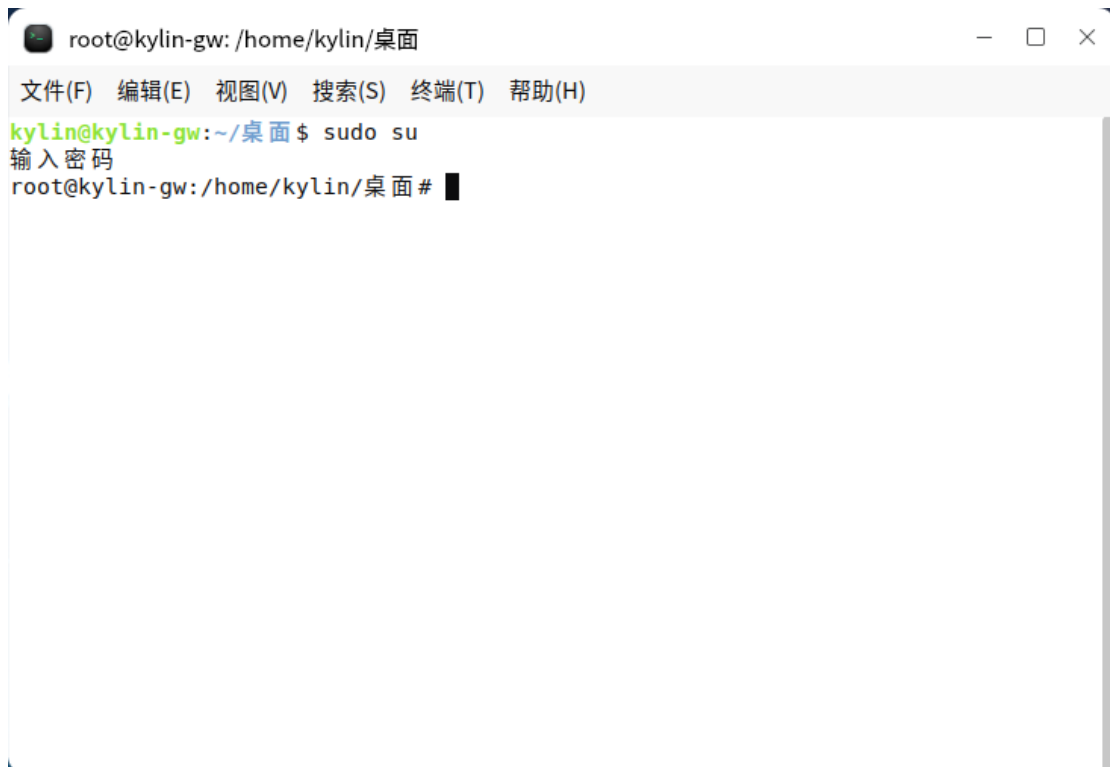 root@kylin-gw: /home/kylin/桌面
文件(F) 编辑(E) 视图(V) 搜索(S) 终端(T) 帮助(H)
kylin@kylin-gw:~/桌面$ sudo su
输入密码
root@kylin-gw:/home/kylin/桌面#